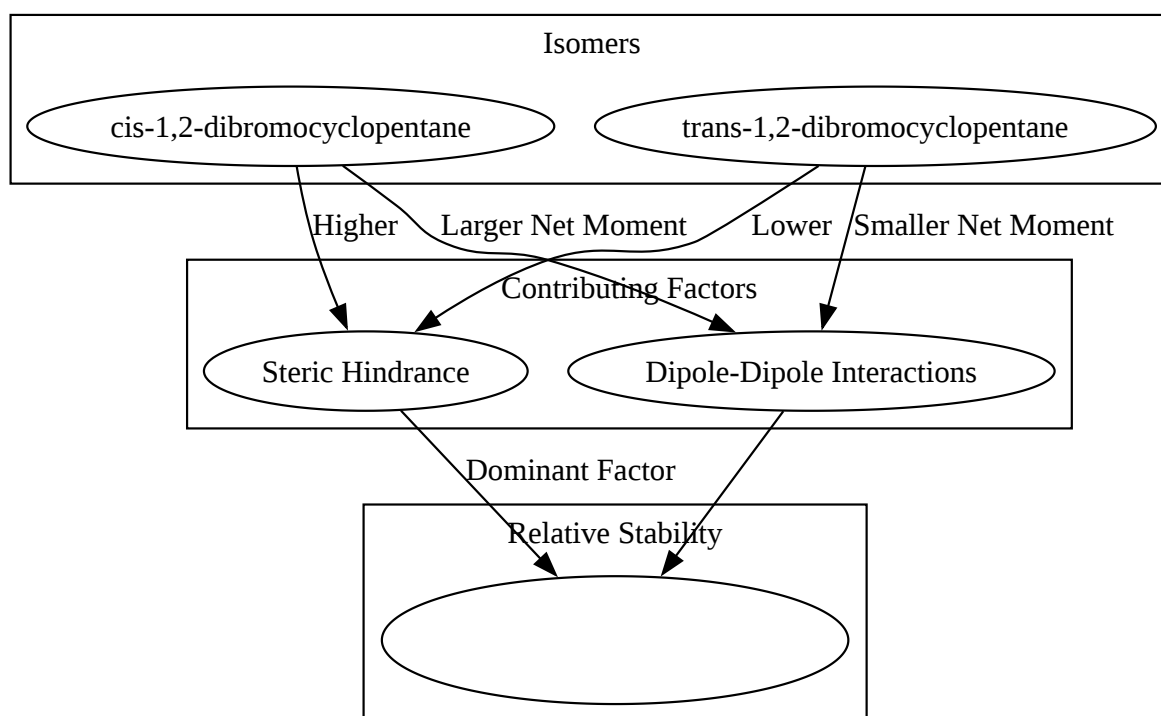 Isomers
cis-1,2-dibromocyclopentane
trans-1,2-dibromocyclopentane
Higher
Larger Net Moment
Lower
Smaller Net Moment
Contributing Factors
Steric Hindrance
Dipole-Dipole Interactions
Dominant Factor
Relative Stability